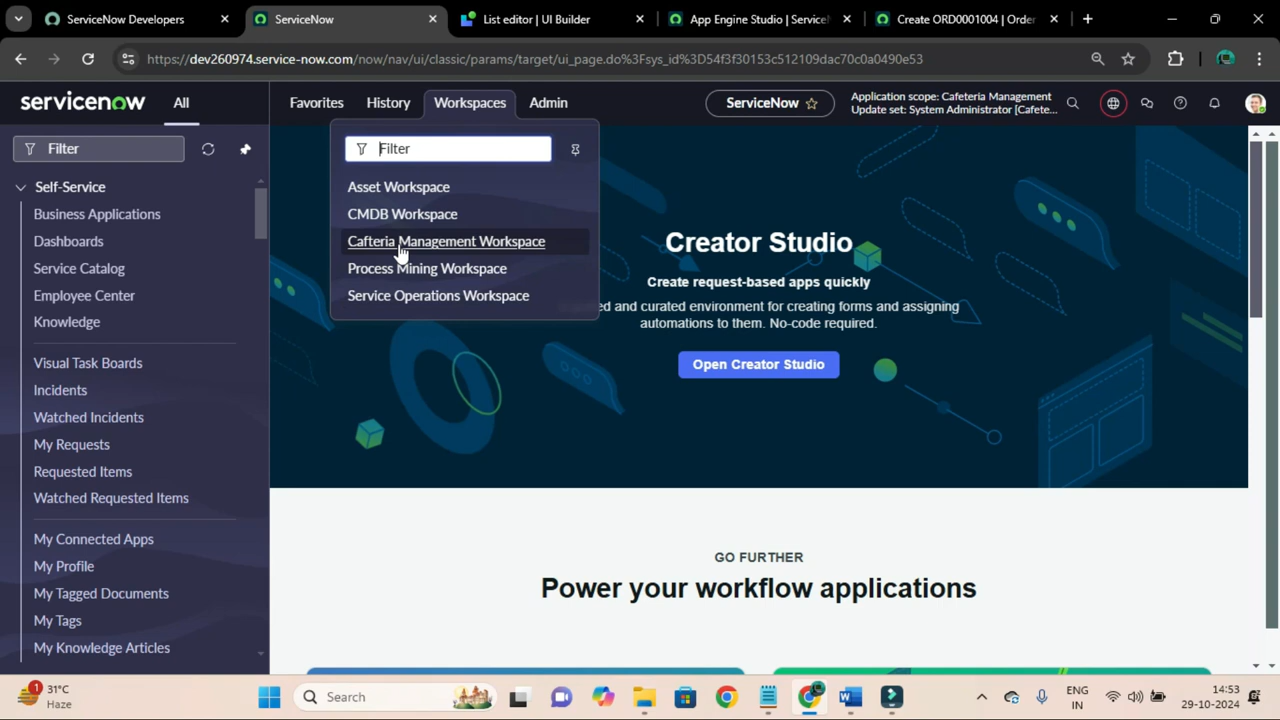 ServiceNow Developers
ServiceNow
List editor | UI Builder
App Engine Studio | Service
Create ORD0001004 | Order
https://dev260974.service-now.com/now/nav/ui/classic/params/target/ui_page.do%3Fsys_id%3D54f3f30153c512109dac70c0a0490e53
servicenow
All
Favorites
History
Workspaces
Admin
ServiceNow
Application scope: Cafeteria Management
Update set: System Administrator [Cafete...
Filter
Self-Service
Business Applications
Dashboards
Service Catalog
Employee Center
Knowledge
Visual Task Boards
Incidents
Watched Incidents
My Requests
Requested Items
Watched Requested Items
My Connected Apps
My Profile
My Tagged Documents
My Tags
My Knowledge Articles
Filter
Asset Workspace
CMDB Workspace
Cafteria Management Workspace
Process Mining Workspace
Service Operations Workspace
Creator Studio
Create request-based apps quickly
and curated environment for creating forms and assigning
automations to them. No-code required.
Open Creator Studio
GO FURTHER
Power your workflow applications
1
31°C
Haze
Search
ENG
IN
14:53
29-10-2024